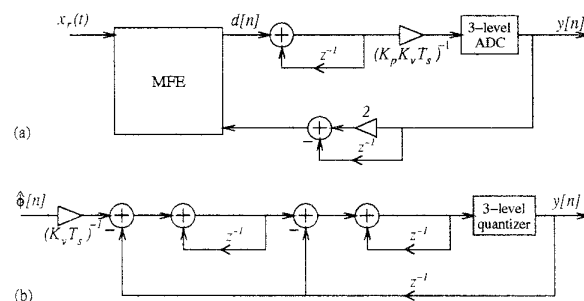 x_r(t)
d[n]
y[n]
MFE
+
z^{-1}
(K_p K_v T_s)^{-1}
3-level
ADC
2
+
−
z^{-1}
(a)
ϕ̂[n]
(K_v T_s)^{-1}
+
−
+
z^{-1}
+
−
+
z^{-1}
3-level
quantizer
y[n]
z^{-1}
(b)